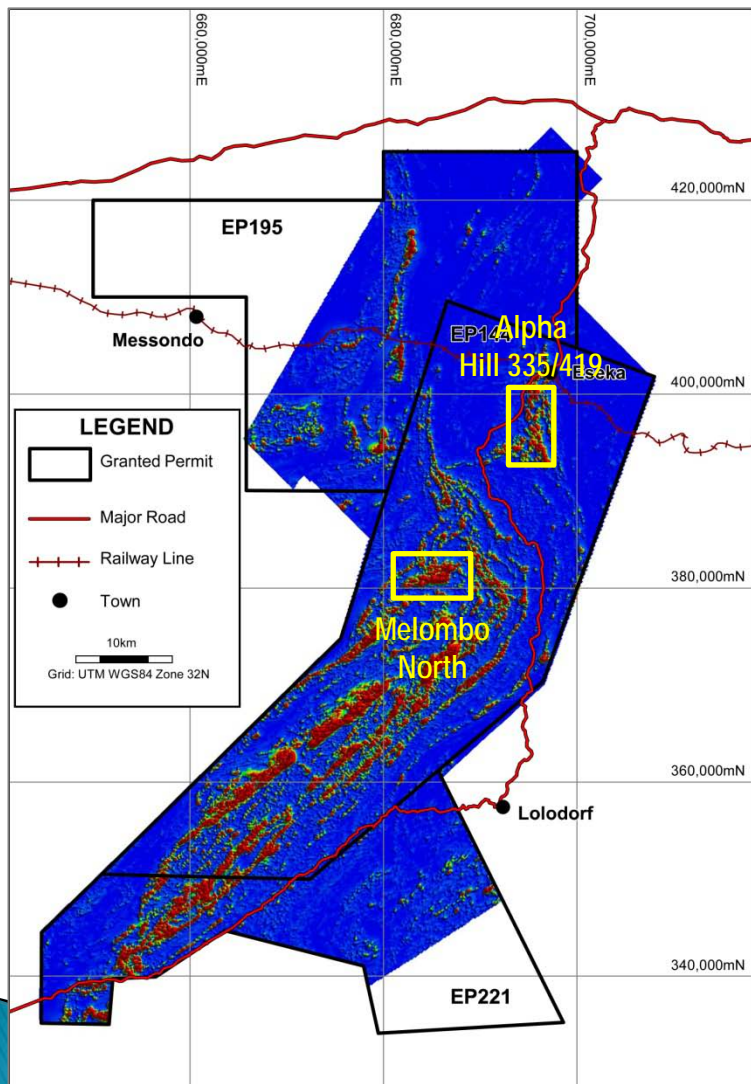 660,000mE
680,000mE
700,000mE
420,000mN
EP195
Messondo
Alpha
Hill 335/419
Eseka
400,000mN
LEGEND
Granted Permit
Major Road
Railway Line
Town
10km
Grid: UTM WGS84 Zone 32N
380,000mN
Melombo
North
360,000mN
Lolodorf
340,000mN
EP221